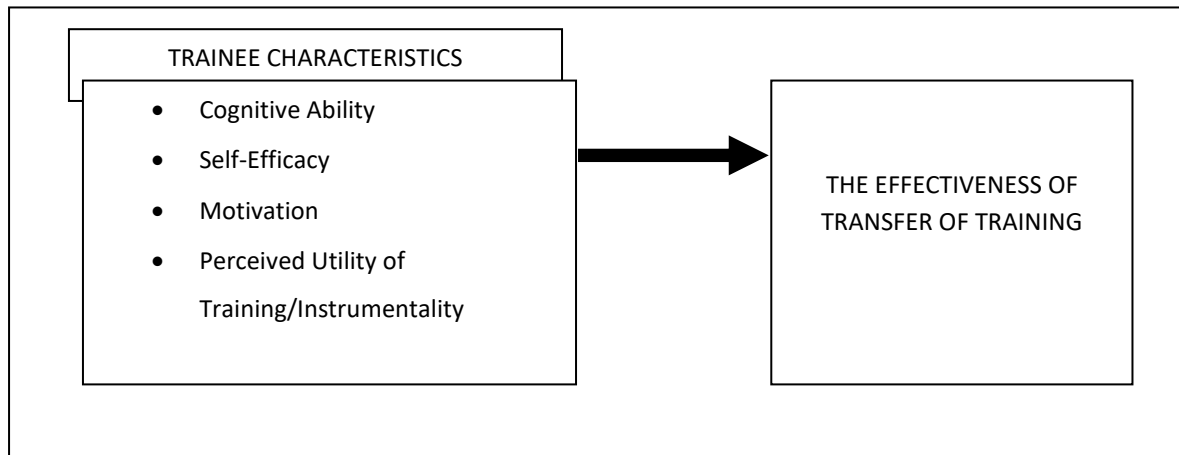 TRAINEE CHARACTERISTICS
• Cognitive Ability
• Self-Efficacy
• Motivation
• Perceived Utility of
Training/Instrumentality
THE EFFECTIVENESS OF
TRANSFER OF TRAINING